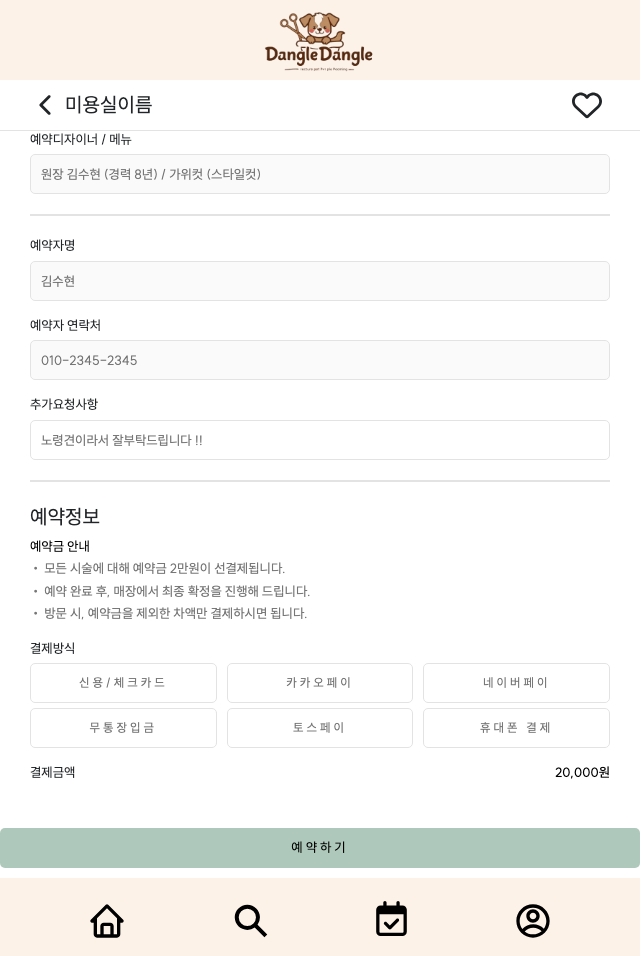 DangleDangle
미용실이름
예약디자이너 / 메뉴
원장 김수현 (경력 8년) / 가위컷 (스타일컷)
예약자명
김수현
예약자 연락처
010-2345-2345
추가요청사항
노령견이라서 잘부탁드립니다 !!
예약정보
예약금 안내
• 모든 시술에 대해 예약금 2만원이 선결제됩니다.
• 예약 완료 후, 매장에서 최종 확정을 진행해 드립니다.
• 방문 시, 예약금을 제외한 차액만 결제하시면 됩니다.
결제방식
신용/체크카드 카카오페이 네이버페이
무통장입금 토스페이 휴대폰 결제
결제금액 20,000원
예약하기